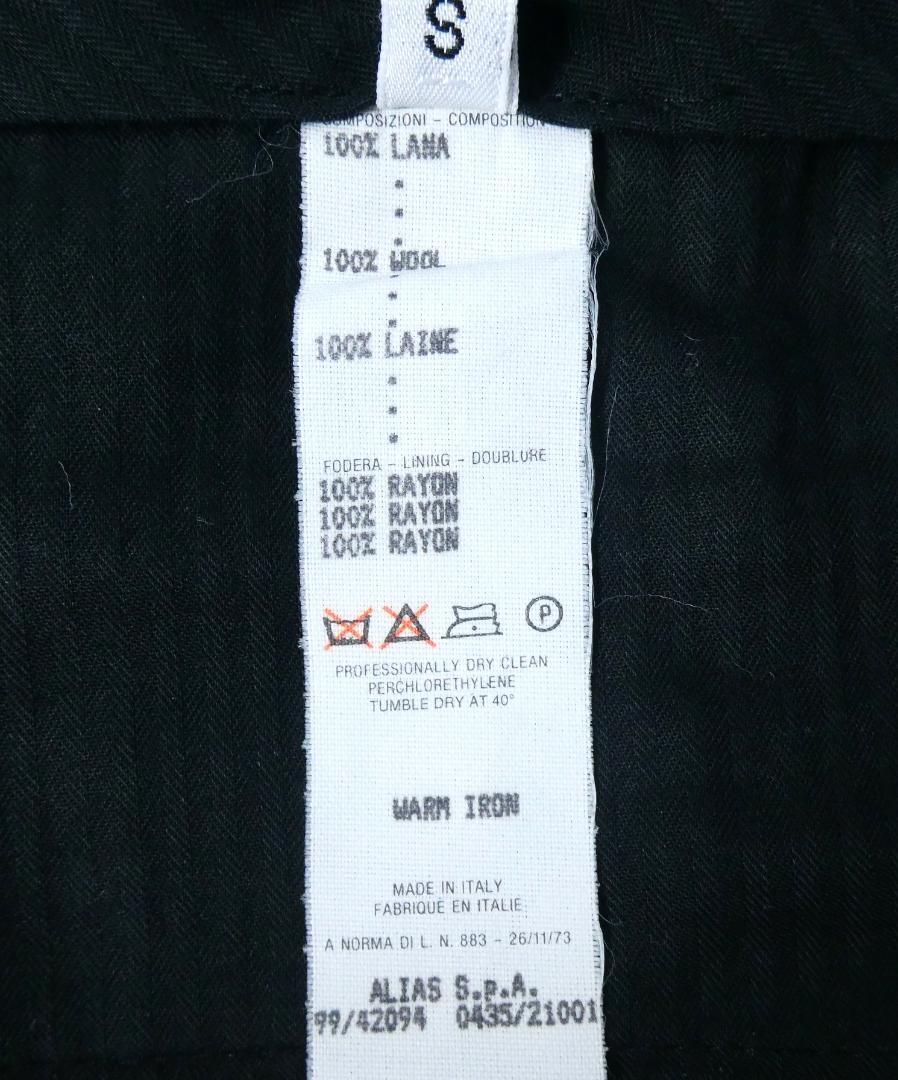 S
COMPOSIZIONI - COMPOSITION
100% LANA
100% WOOL
100% LAINE
FODERA - LINING - DOUBLURE
100% RAYON
100% RAYON
100% RAYON
P
PROFESSIONALLY DRY CLEAN
PERCHLORETHYLENE
TUMBLE DRY AT 40°
WARM IRON
MADE IN ITALY
FABRIQUE EN ITALIE
A NORMA DI L. N. 883 - 26/11/73
ALIAS S.p.A.
99/42094 0435/21001